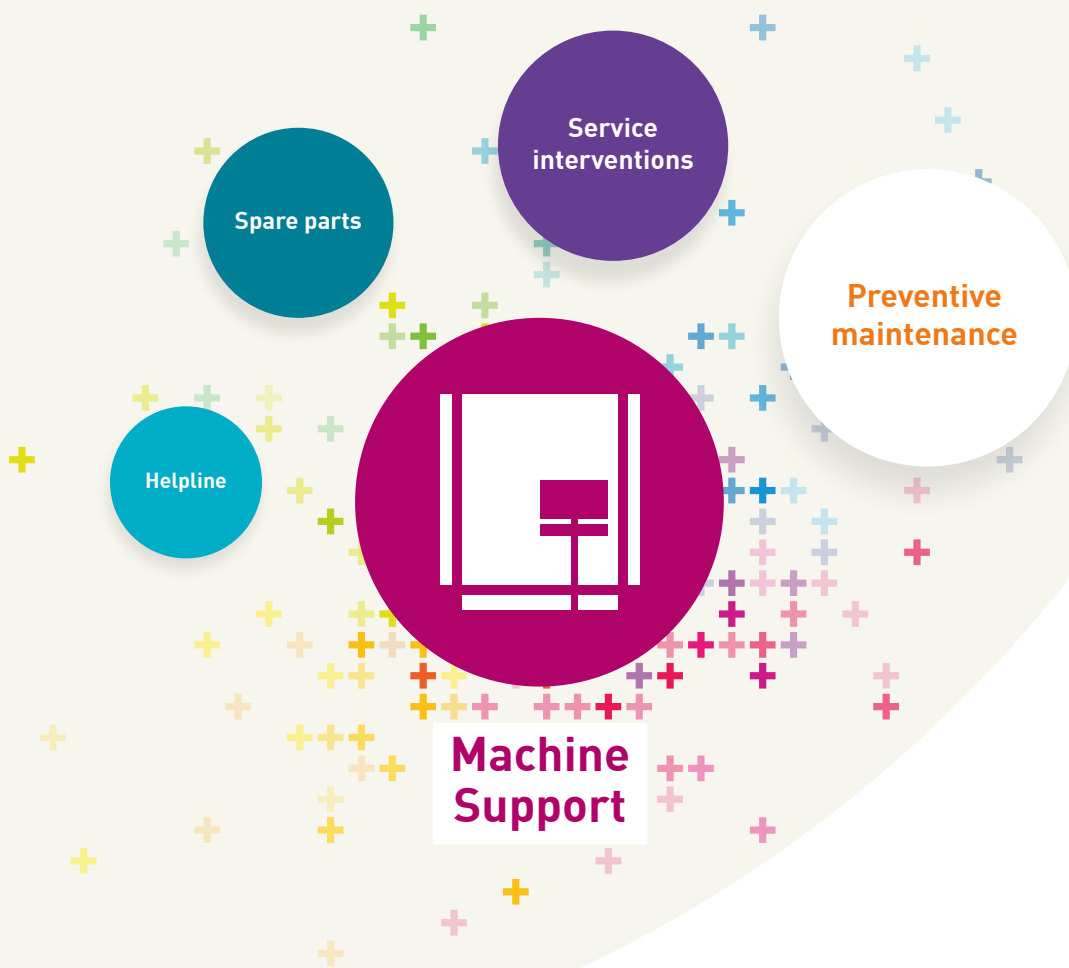 Service
interventions
Spare parts
Preventive
maintenance
Helpline
Machine
Support